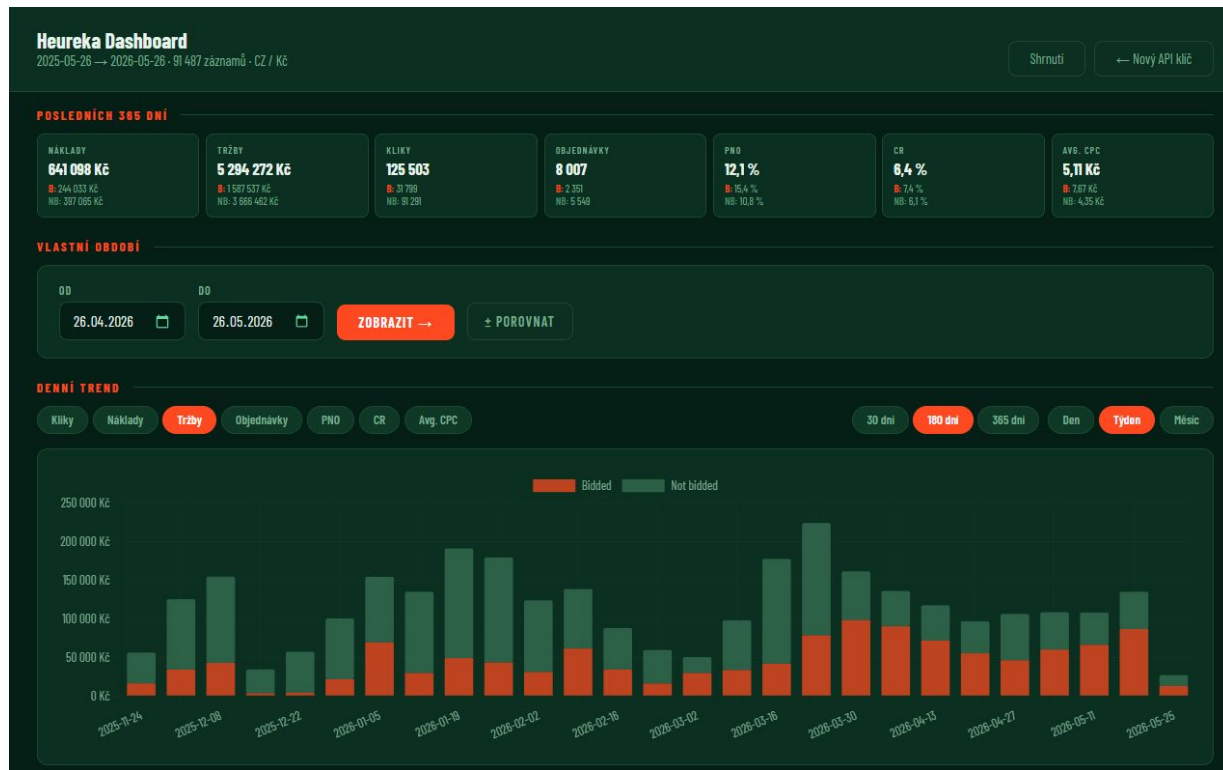 Heureka Dashboard
2025-05-26 → 2026-05-26 · 91 487 záznamů · CZ / Kč
Shrnutí
← Nový API klíč
POSLEDNÍCH 365 DNÍ
NÁKLADY
641 098 Kč
B: 244 033 Kč
NB: 397 065 Kč
TRŽBY
5 294 272 Kč
B: 1 587 537 Kč
NB: 3 666 462 Kč
KLIKY
125 503
B: 31 799
NB: 91 291
OBJEDNÁVKY
8 007
B: 2 351
NB: 5 549
PNO
12,1 %
B: 15,4 %
NB: 10,8 %
CR
6,4 %
B: 7,4 %
NB: 6,1 %
AVG. CPC
5,11 Kč
B: 7,67 Kč
NB: 4,35 Kč
VLASTNÍ OBDOBÍ
OD
DO
26.04.2026
26.05.2026
ZOBRAZIT →
± POROVNAT
DENNÍ TREND
Kliky
Náklady
Tržby
Objednávky
PNO
CR
Avg. CPC
30 dní
180 dní
365 dní
Den
Týden
Měsíc
Bidded
Not bidded
250 000 Kč
200 000 Kč
150 000 Kč
100 000 Kč
50 000 Kč
0 Kč
2025-11-24
2025-12-08
2025-12-22
2026-01-05
2026-01-19
2026-02-02
2026-02-16
2026-03-02
2026-03-16
2026-03-30
2026-04-13
2026-04-27
2026-05-11
2026-05-25